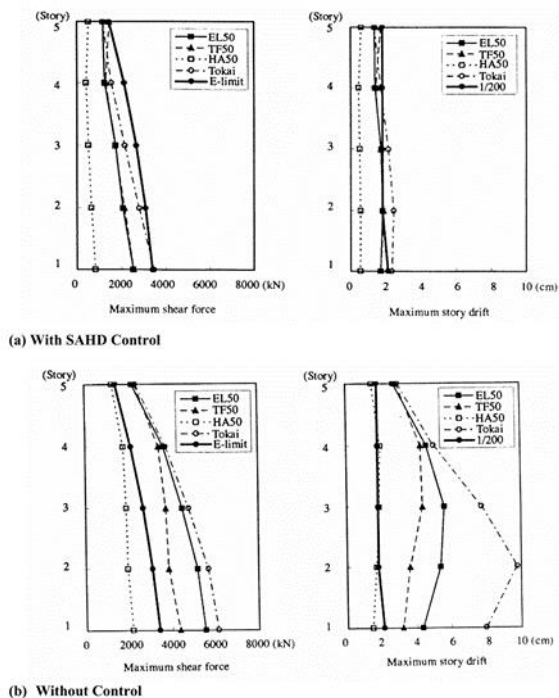 (Story)
5
4
3
2
1
EL50
TF50
HA50
Tokai
E-limit
0 2000 4000 6000 8000 (kN)
Maximum shear force
(Story)
5
4
3
2
1
EL50
TF50
HA50
Tokai
1/200
0 2 4 6 8 10 (cm)
Maximum story drift
(a) With SAHD Control
(Story)
5
4
3
2
1
EL50
TF50
HA50
Tokai
E-limit
0 2000 4000 6000 8000 (kN)
Maximum shear force
(Story)
5
4
3
2
1
EL50
TF50
HA50
Tokai
1/200
0 2 4 6 8 10 (cm)
Maximum story drift
(b) Without Control